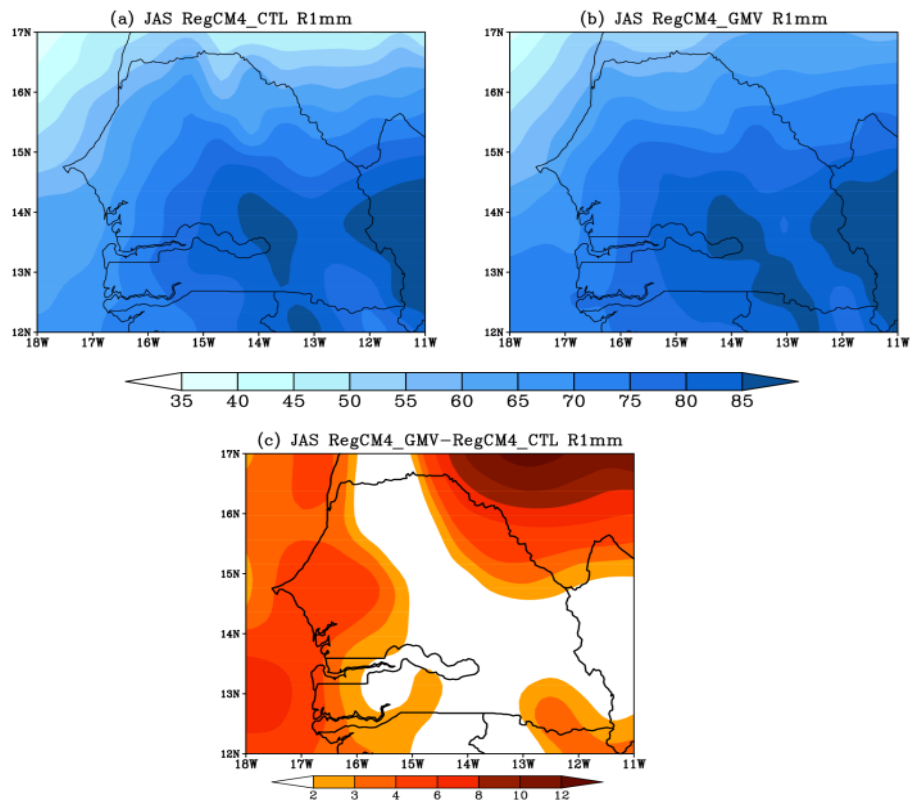 (a) JAS RegCM4_CTL R1mm
(b) JAS RegCM4_GMV R1mm
17N 17N
16N 16N
15N 15N
14N 14N
13N 13N
12N 12N
18W 17W 16W 15W 14W 13W 12W 11W 18W 17W 16W 15W 14W 13W 12W 11W
35 40 45 50 55 60 65 70 75 80 85
(c) JAS RegCM4_GMV-RegCM4_CTL R1mm
17N
16N
15N
14N
13N
12N
18W 17W 16W 15W 14W 13W 12W 11W
2 3 4 6 8 10 12